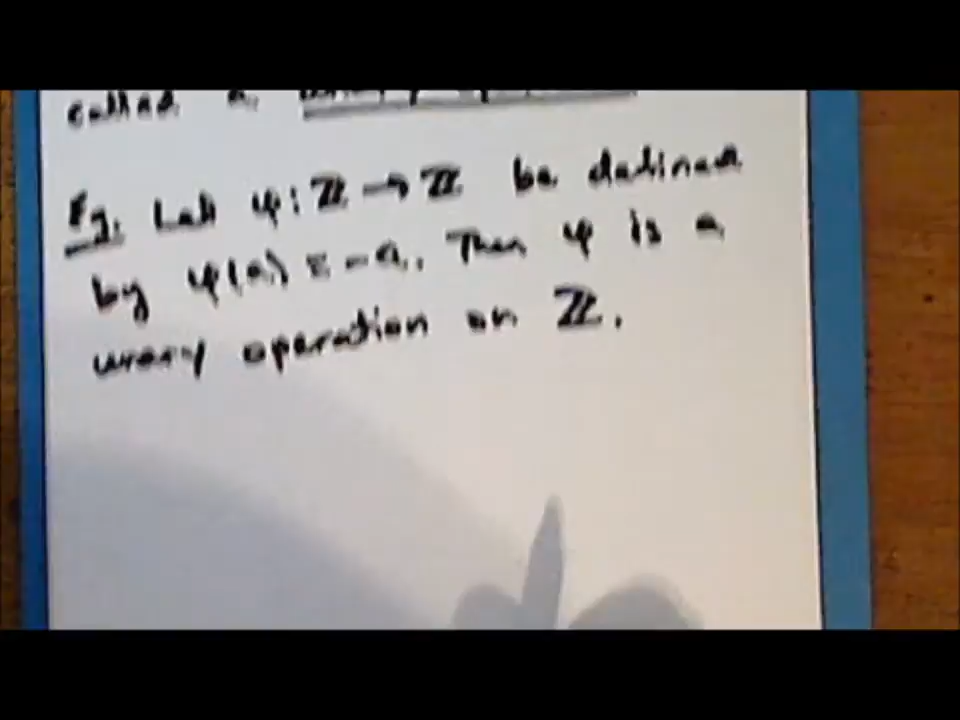 called a
Eg. Let φ : ℤ → ℤ be defined
by φ(a) = -a. Then φ is a
unary operation on ℤ.